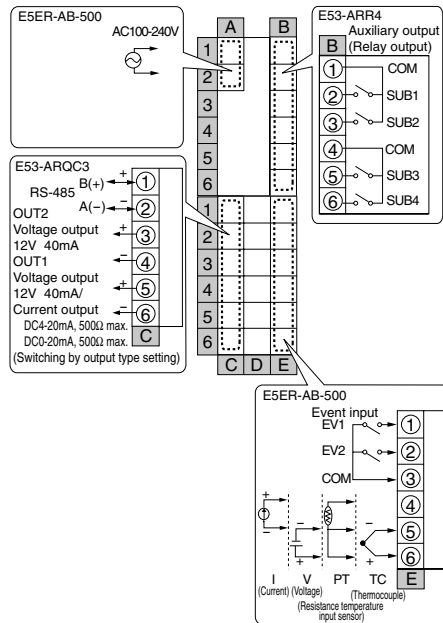 E5ER-AB-500
AC100-240V
A
B
1
2
3
4
5
6
1
2
3
4
5
6
C D E
E53-ARR4
Auxiliary output
(Relay output)
B
1 COM
2 SUB1
3 SUB2
4 COM
5 SUB3
6 SUB4
E53-ARQC3
RS-485
+ B(+) 1
− A(−) − 2
OUT2
Voltage output
12V 40mA
+ 3
OUT1
− 4
Voltage output
12V 40mA/
+ 5
Current output
− 6
DC4-20mA, 500Ω max.
DC0-20mA, 500Ω max.
C
(Switching by output type setting)
E5ER-AB-500
Event input
EV1 1
EV2 2
COM 3
4
5
6
E
+ −
− +
− +
I V PT TC
(Current) (Voltage) (Thermocouple)
(Resistance temperature
input sensor)